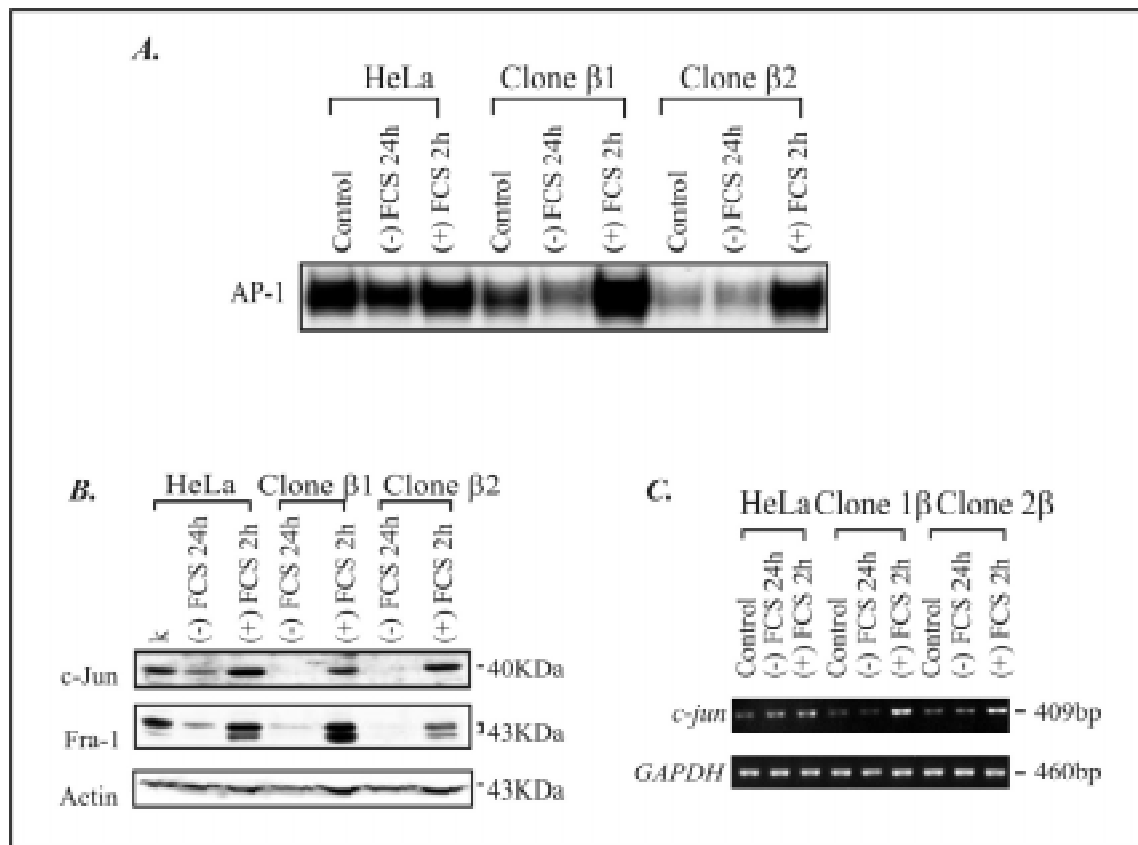 A.
HeLa Clone β1 Clone β2
Control
(-) FCS 24h
(+) FCS 2h
Control
(-) FCS 24h
(+) FCS 2h
Control
(-) FCS 24h
(+) FCS 2h
AP-1
B.
HeLa Clone β1 Clone β2
k
(-) FCS 24h
(+) FCS 2h
(-) FCS 24h
(+) FCS 2h
(-) FCS 24h
(+) FCS 2h
c-Jun
40KDa
Fra-1
43KDa
Actin
43KDa
C.
HeLa Clone 1β Clone 2β
Control
(-) FCS 24h
(+) FCS 2h
Control
(-) FCS 24h
(+) FCS 2h
Control
(-) FCS 24h
(+) FCS 2h
c-jun
409bp
GAPDH
460bp